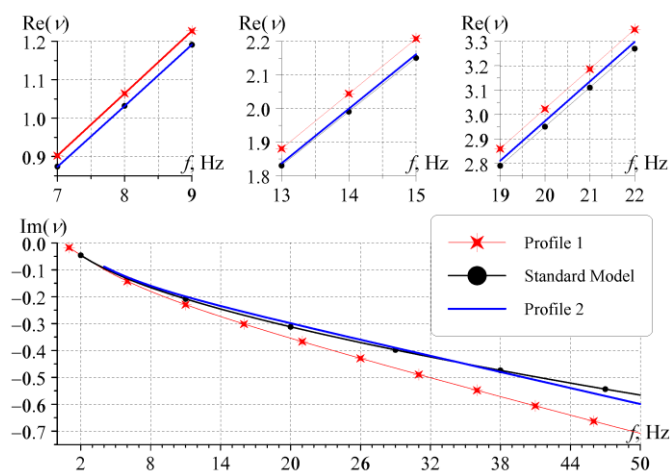 Re(ν) Re(ν) Re(ν)
1.2 2.2 3.3
3.2
1.1 2.1 3.1
1.0 2.0 3.0
0.9 1.9 2.9
f, Hz f, Hz f, Hz
1.8 2.8
7 8 9 13 14 15 19 20 21 22
Im(ν)
0.0
−0.1
−0.2
−0.3
−0.4
−0.5
−0.6
−0.7
Profile 1
Standard Model
Profile 2
f, Hz
2 8 14 20 26 32 38 44 50